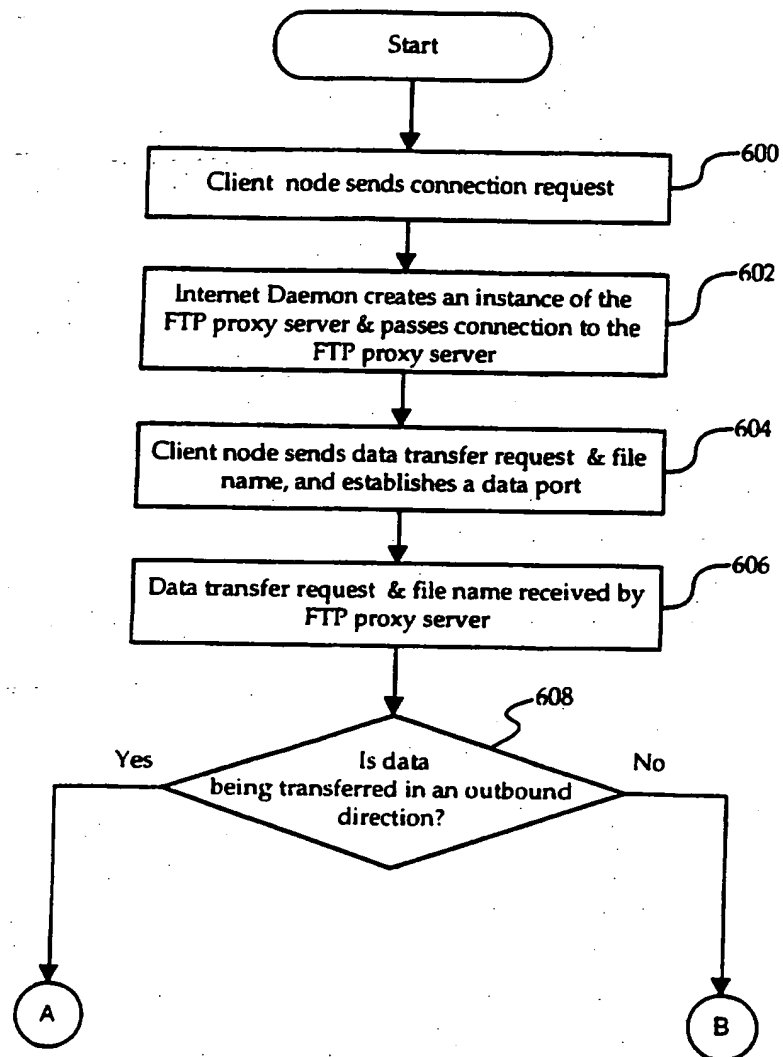 Start
600
Client node sends connection request
602
Internet Daemon creates an instance of the
FTP proxy server & passes connection to the
FTP proxy server
604
Client node sends data transfer request & file
name, and establishes a data port
606
Data transfer request & file name received by
FTP proxy server
608
Yes
Is data
being transferred in an outbound
direction?
No
A
B